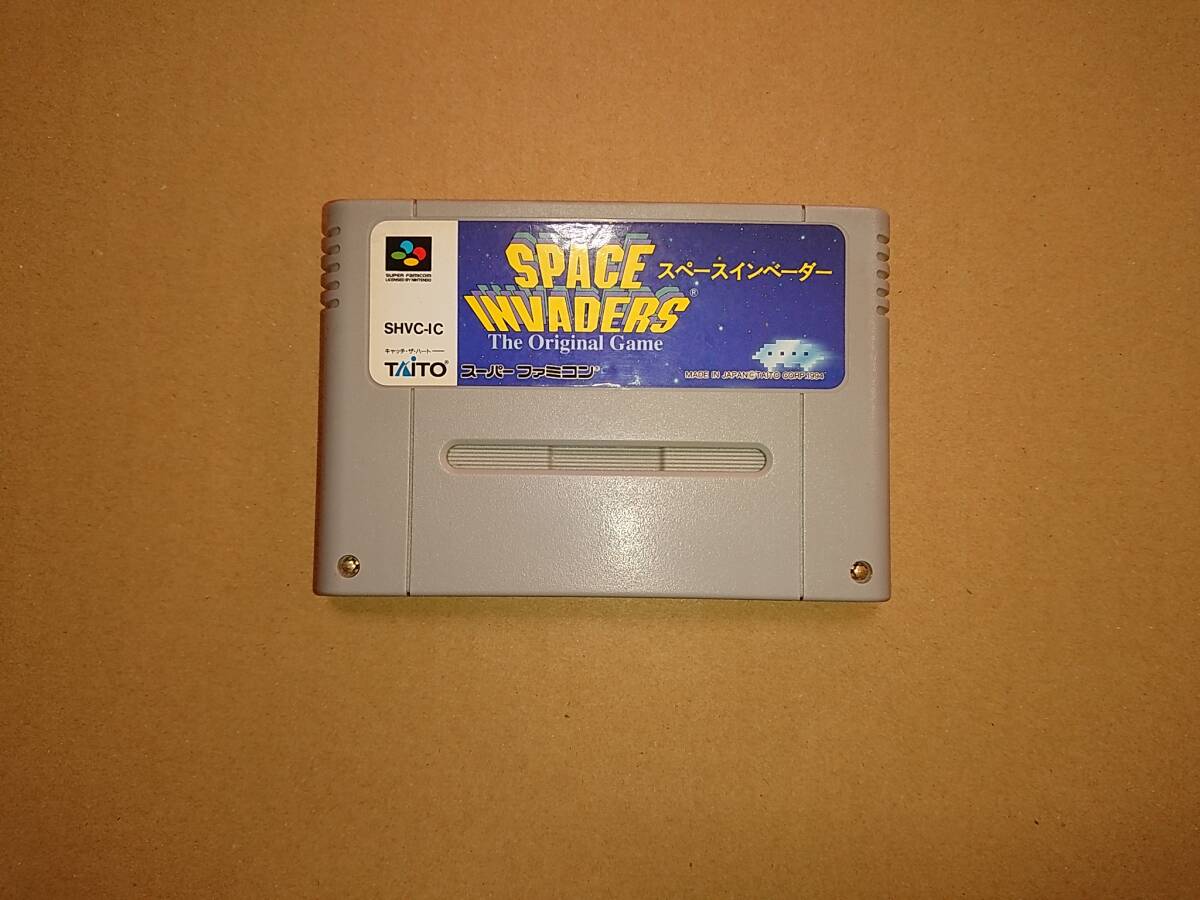 SUPER FAMICOM
LICENSED BY NINTENDO
SHVC-IC
キャッチ・ザ・ハート
TAITO®
SPACE
INVADERS®
The Original Game
スペースインベーダー
スーパーファミコン
MADE IN JAPAN©TAITO CORP.1994